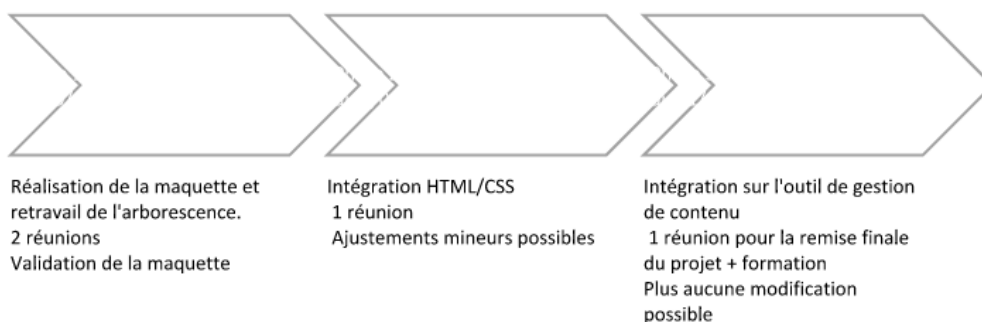 Réalisation de la maquette et
retravail de l'arborescence.
2 réunions
Validation de la maquette
Intégration HTML/CSS
1 réunion
Ajustements mineurs possibles
Intégration sur l'outil de gestion
de contenu
1 réunion pour la remise finale
du projet + formation
Plus aucune modification
possible